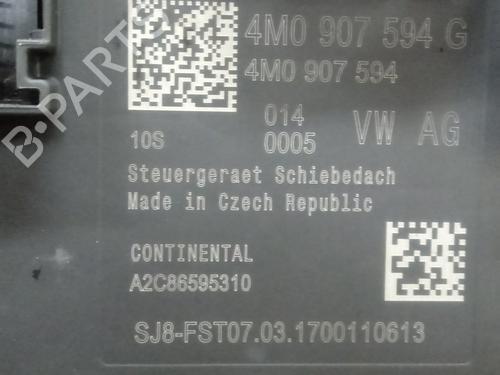 4M0 907 594 G
4M0 907 594
014
10S 0005 VW AG
Steuergeraet Schiebedach
Made in Czech Republic
CONTINENTAL
A2C86595310
SJ8-FST07.03.1700110613